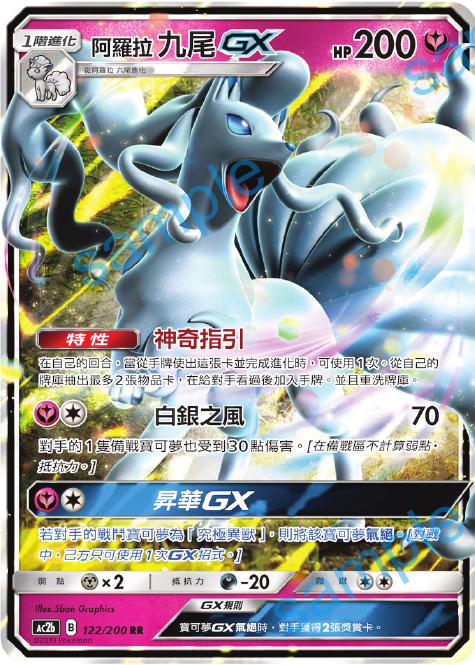 1階進化 阿羅拉 九尾GX HP200
從阿羅拉 六尾進化
sample
sample
sample
特性 神奇指引
在自己的回合,當從手牌使出這張卡並完成進化時,可使用1次。從自己的
牌庫抽出最多2張物品卡,在給對手看過後加入手牌。並且重洗牌庫。
白銀之風 70
對手的1隻備戰寶可夢也受到30點傷害。[在備戰區不計算弱點・
抵抗力。]
昇華GX
若對手的戰鬥寶可夢為「究極異獸」,則將該寶可夢氣絕。[對戰
中,己方只可使用1次GX招式。]
弱點 ×2 抵抗力 -20 撤退
Illus.5ban Graphics GX規則
AC2b B 122/200 RR 寶可夢GX氣絕時,對手獲得2張獎賞卡。
©2019 Pokémon